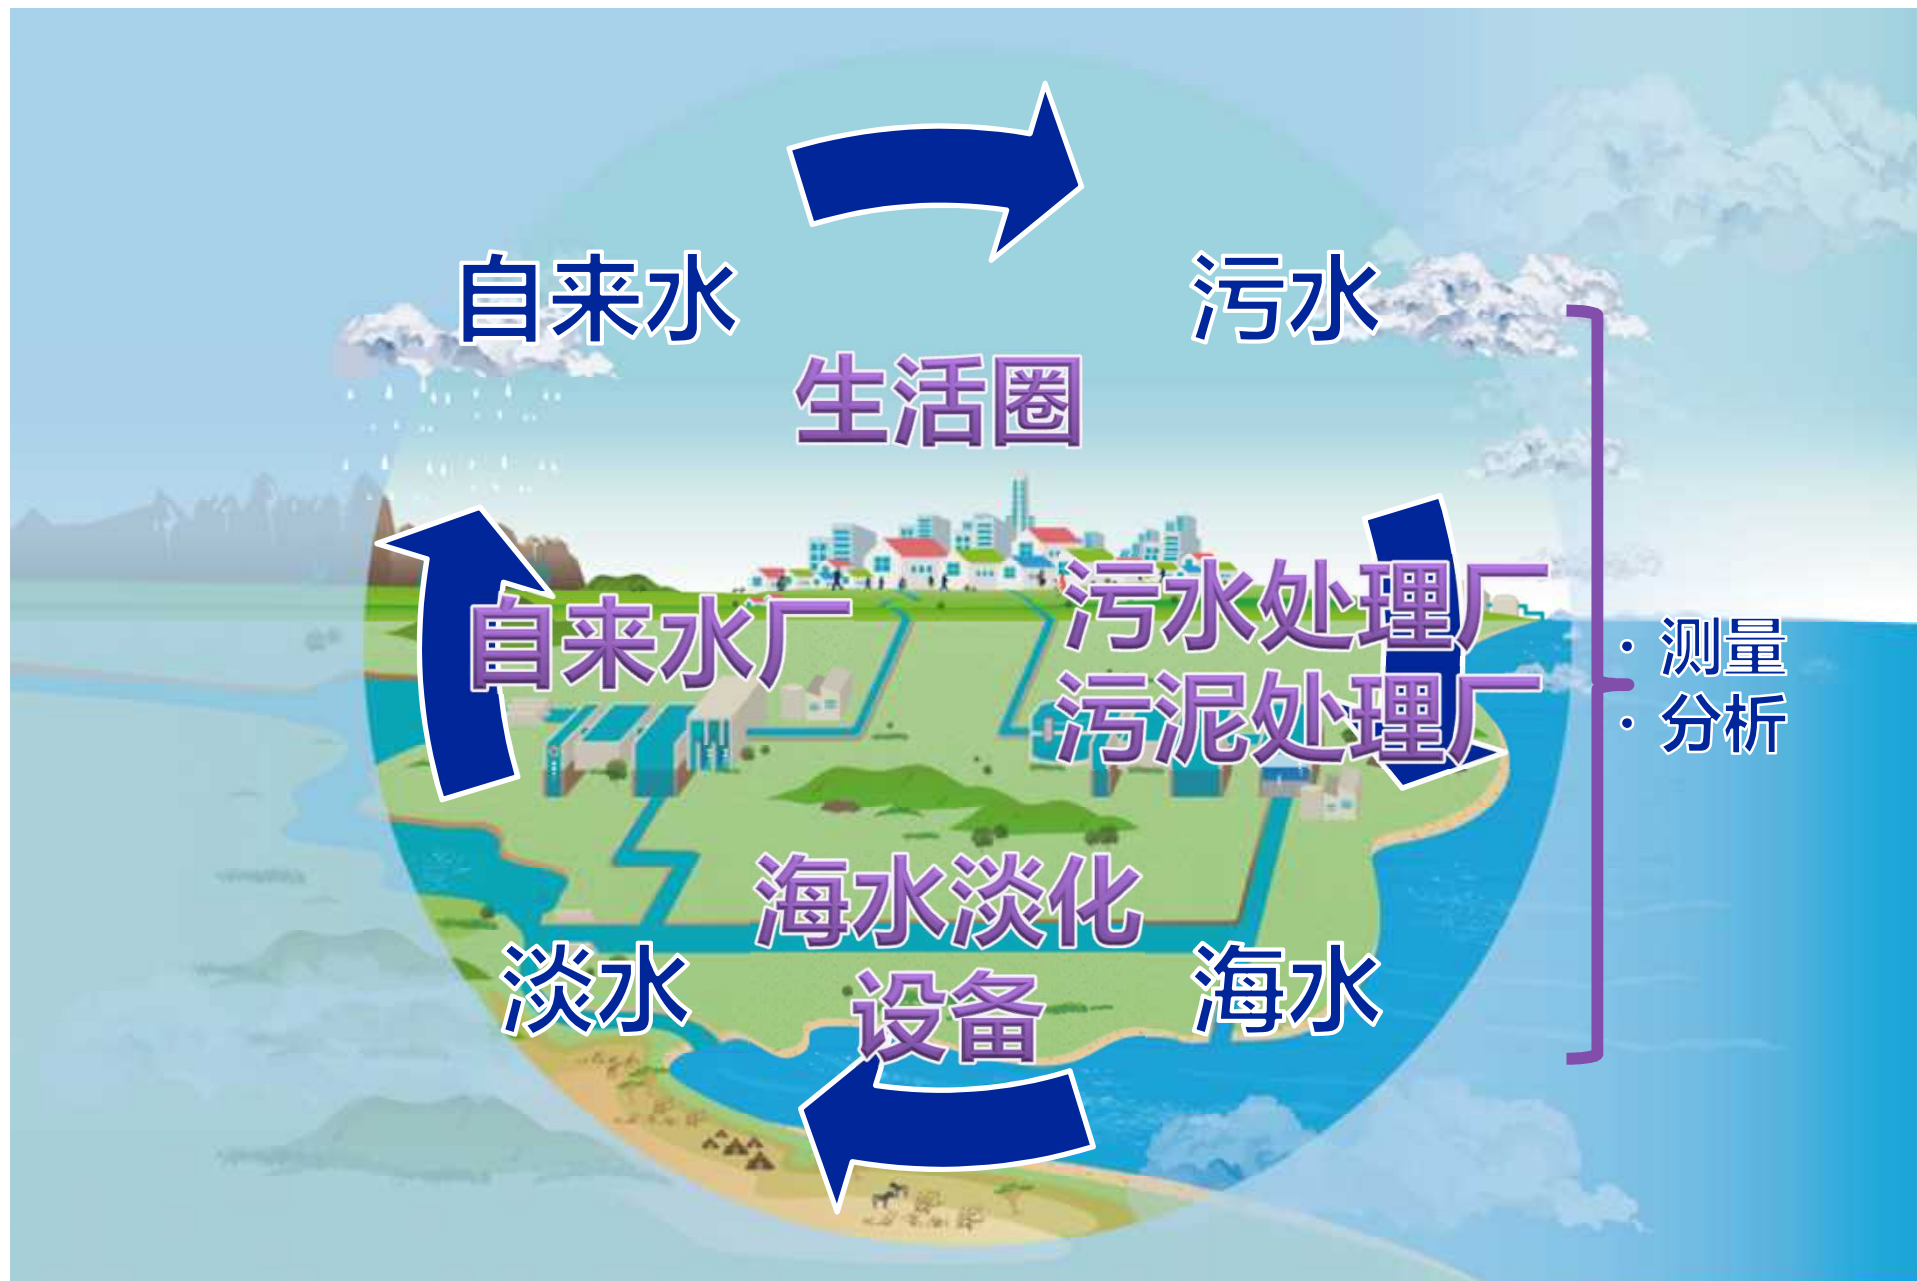 自来水
污水
生活圈
自来水厂
污水处理厂
污泥处理厂
· 测量
· 分析
海水淡化
设备
淡水
海水